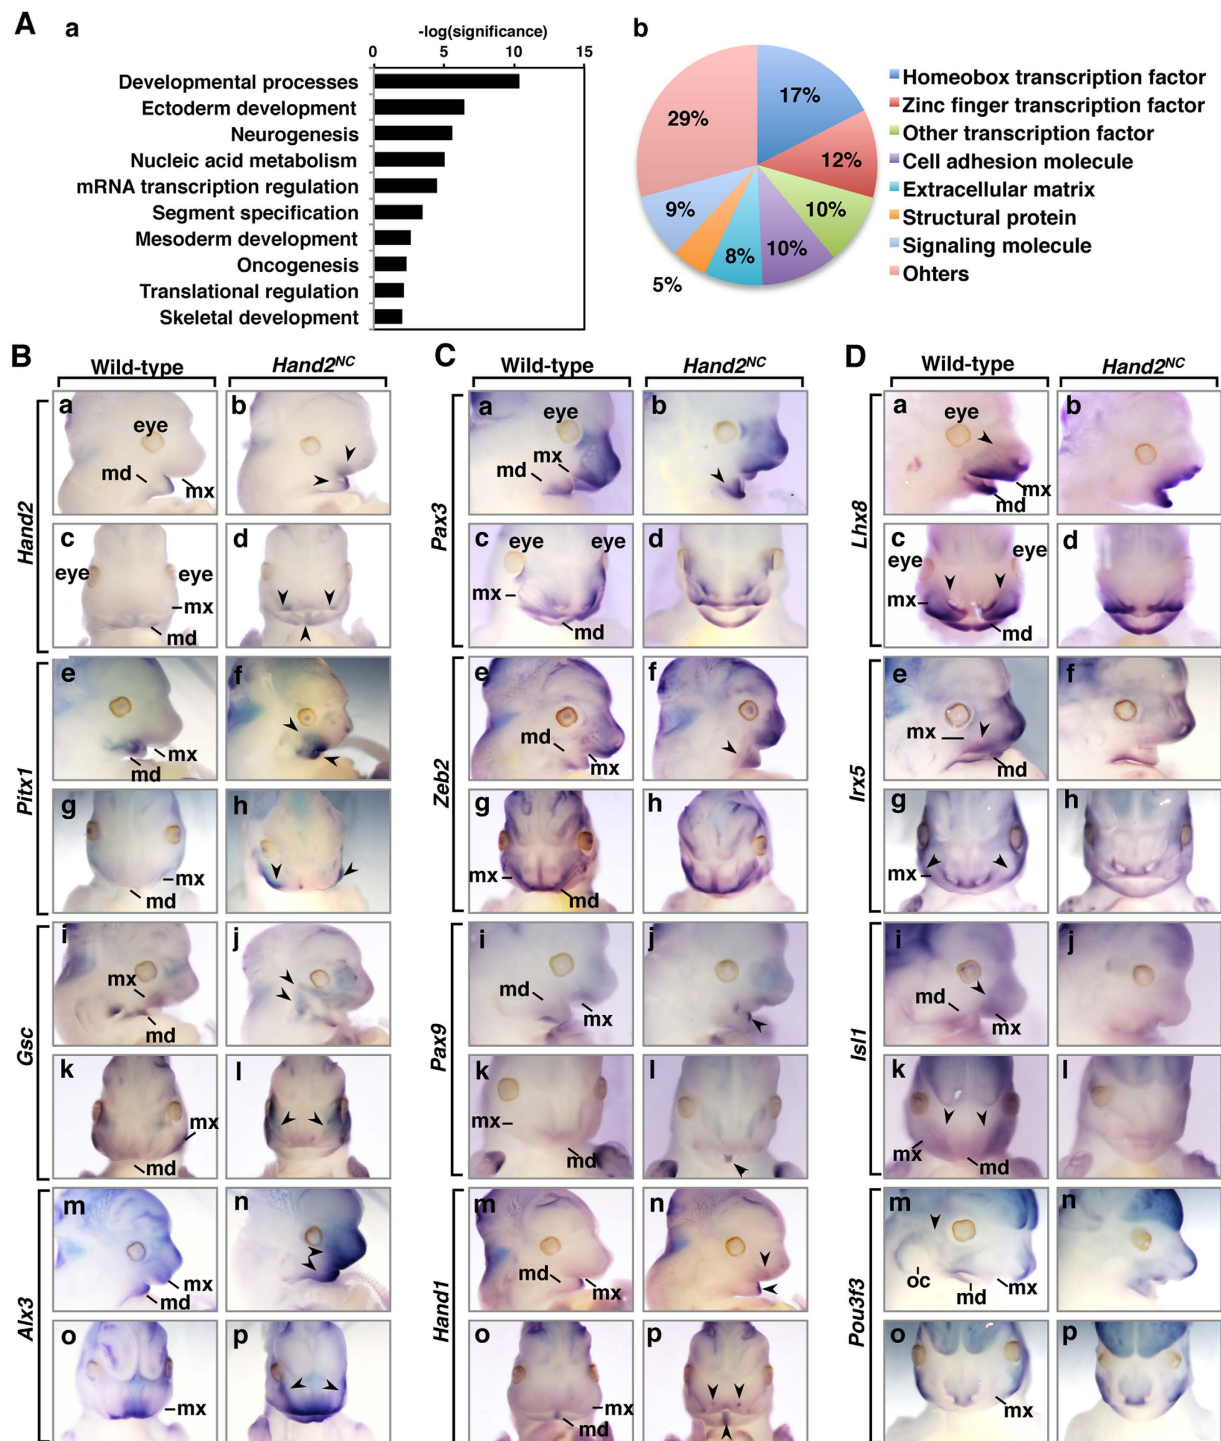 A
a
-log(significance)
0 5 10 15
Developmental processes
Ectoderm development
Neurogenesis
Nucleic acid metabolism
mRNA transcription regulation
Segment specification
Mesoderm development
Oncogenesis
Translational regulation
Skeletal development
b
17%
12%
10%
10%
8%
5%
9%
29%
Homeobox transcription factor
Zinc finger transcription factor
Other transcription factor
Cell adhesion molecule
Extracellular matrix
Structural protein
Signaling molecule
Ohters
B
Wild-type Hand2NC
Hand2
a eye md mx
b
c eye eye mx md
d
Pitx1
e mx md
f
g mx md
h
Gsc
i mx md
j
k mx md
l
Alx3
m mx md
n
o mx
p
C
Wild-type Hand2NC
Pax3
a eye mx md
b
c eye eye mx md
d
Zeb2
e md mx
f
g mx md
h
Pax9
i md mx
j
k mx md
l
Hand1
m md mx
n
o mx md
p
D
Wild-type Hand2NC
Lhx8
a eye mx md
b
c eye eye mx md
d
Irx5
e mx md
f
g mx
h
Isl1
i md mx
j
k mx md
l
Pou3f3
m oc md mx
n
o mx
p